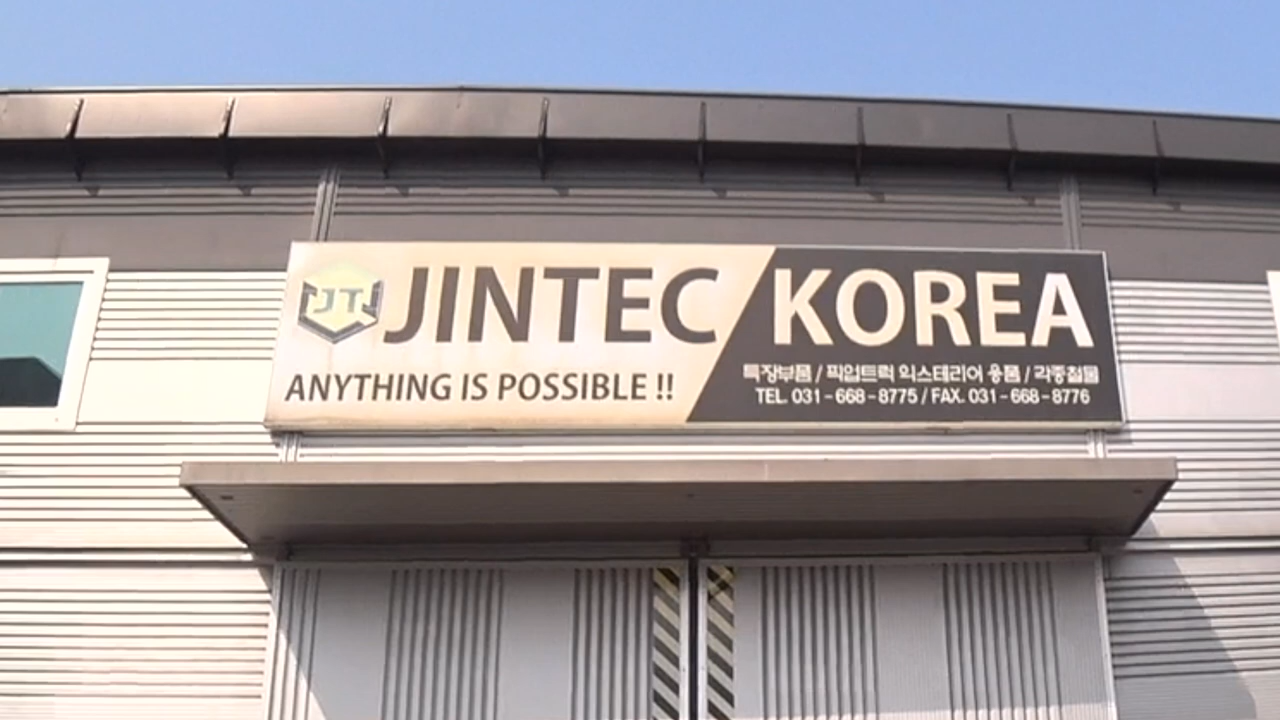 JT JINTEC KOREA
ANYTHING IS POSSIBLE !!
특장부품 / 픽업트럭 익스테리어 용품 / 각종철물
TEL. 031-668-8775 / FAX. 031-668-8776